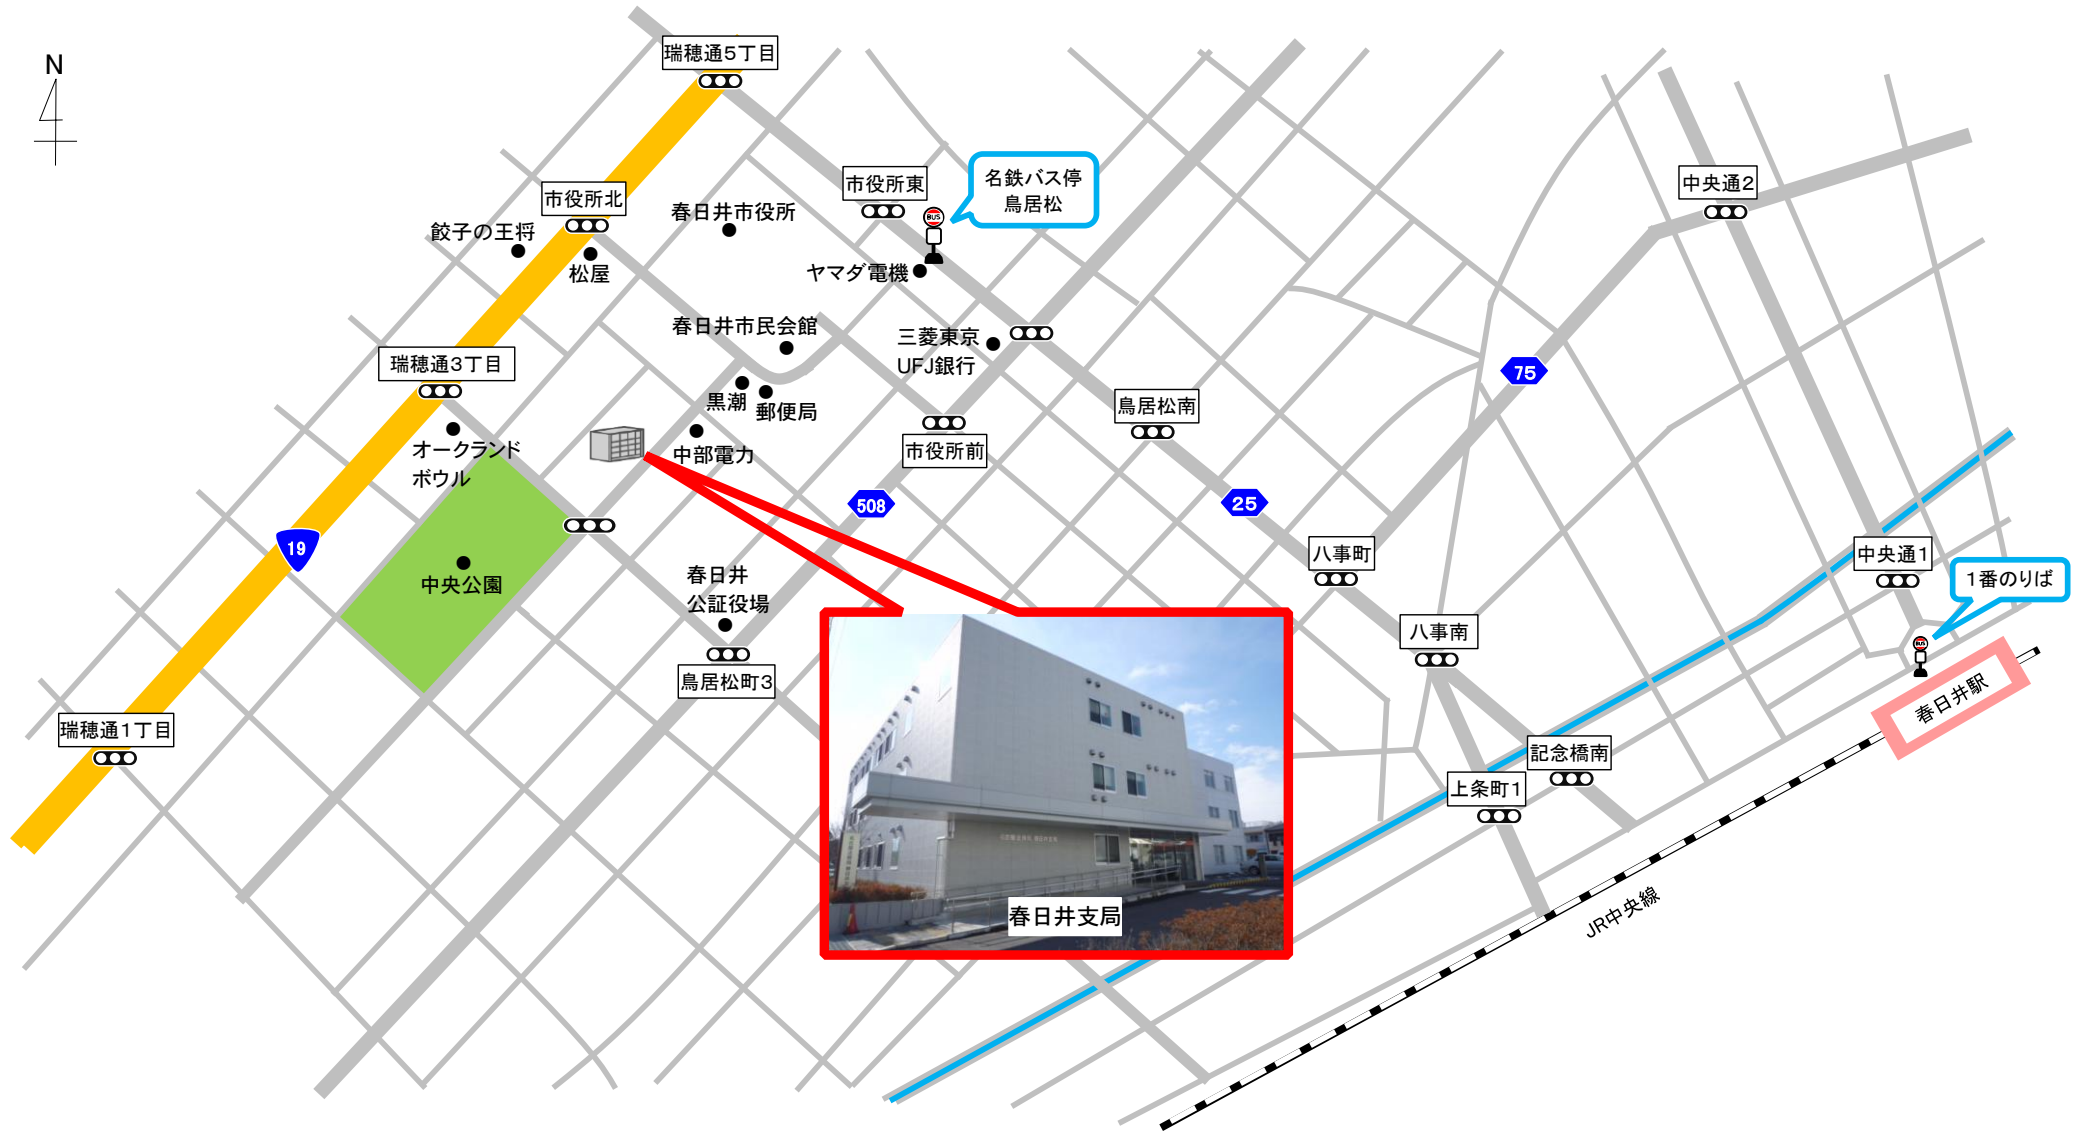 N
瑞穂通5丁目
市役所北
餃子の王将
松屋
春日井市役所
市役所東
BUS
名鉄バス停
鳥居松
ヤマダ電機
中央通2
瑞穂通3丁目
オークランド
ボウル
春日井市民会館
黒潮
郵便局
中部電力
三菱東京
UFJ銀行
市役所前
鳥居松南
75
508
25
19
中央公園
春日井
公証役場
鳥居松町3
八事町
八事南
中央通1
1番のりば
BUS
春日井駅
瑞穂通1丁目
記念橋南
上条町1
JR中央線
春日井支局